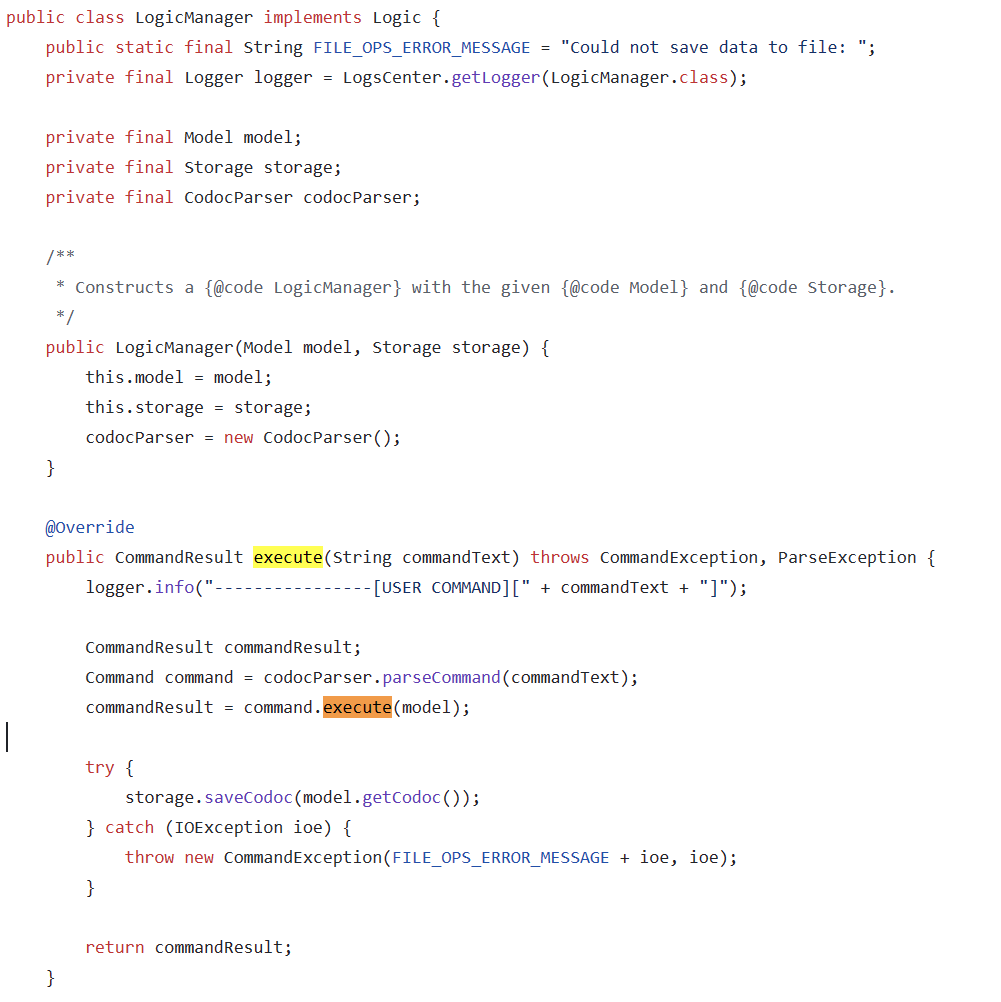 public class LogicManager implements Logic {
    public static final String FILE_OPS_ERROR_MESSAGE = "Could not save data to file: ";
    private final Logger logger = LogsCenter.getLogger(LogicManager.class);

    private final Model model;
    private final Storage storage;
    private final CodocParser codocParser;

    /**
     * Constructs a {@code LogicManager} with the given {@code Model} and {@code Storage}.
     */
    public LogicManager(Model model, Storage storage) {
        this.model = model;
        this.storage = storage;
        codocParser = new CodocParser();
    }

    @Override
    public CommandResult execute(String commandText) throws CommandException, ParseException {
        logger.info("----------------[USER COMMAND][" + commandText + "]");

        CommandResult commandResult;
        Command command = codocParser.parseCommand(commandText);
        commandResult = command.execute(model);

        try {
            storage.saveCodoc(model.getCodoc());
        } catch (IOException ioe) {
            throw new CommandException(FILE_OPS_ERROR_MESSAGE + ioe, ioe);
        }

        return commandResult;
    }